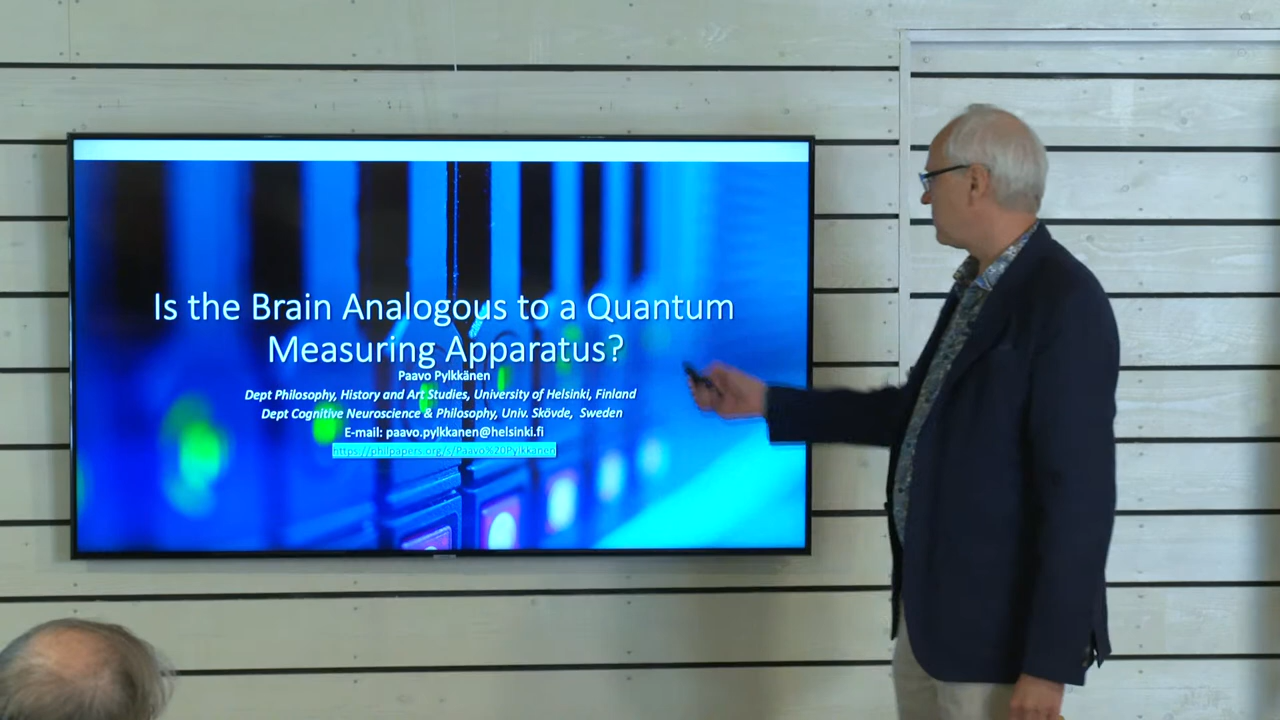 Is the Brain Analogous to a Quantum
Measuring Apparatus?
Paavo Pylkkänen
Dept Philosophy, History and Art Studies, University of Helsinki, Finland
Dept Cognitive Neuroscience & Philosophy, Univ. Skövde, Sweden
E-mail: paavo.pylkkanen@helsinki.fi
https://philpapers.org/s/Paavo%20Pylkkanen